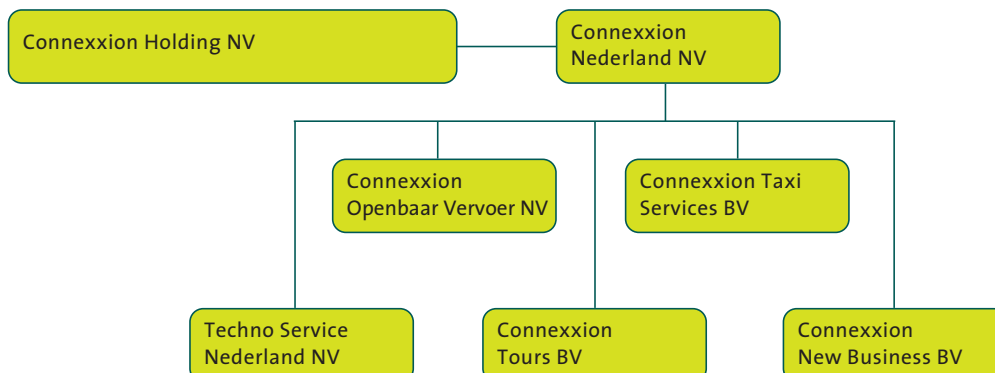 Connexxion Holding NV
Connexxion
Nederland NV
Connexxion
Openbaar Vervoer NV
Connexxion Taxi
Services BV
Techno Service
Nederland NV
Connexxion
Tours BV
Connexxion
New Business BV